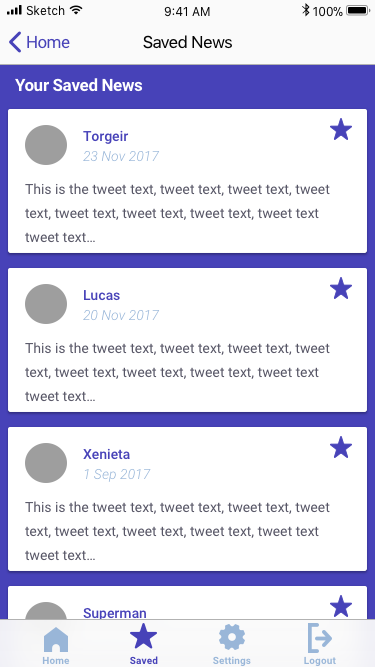 Sketch 9:41 AM 100%
Home Saved News
Your Saved News
Torgeir
23 Nov 2017
This is the tweet text, tweet text, tweet text, tweet
text, tweet text, tweet text, tweet text, tweet text
tweet text...
Lucas
20 Nov 2017
This is the tweet text, tweet text, tweet text, tweet
text, tweet text, tweet text, tweet text, tweet text
tweet text...
Xenieta
1 Sep 2017
This is the tweet text, tweet text, tweet text, tweet
text, tweet text, tweet text, tweet text, tweet text
tweet text...
Superman
Home Saved Settings Logout